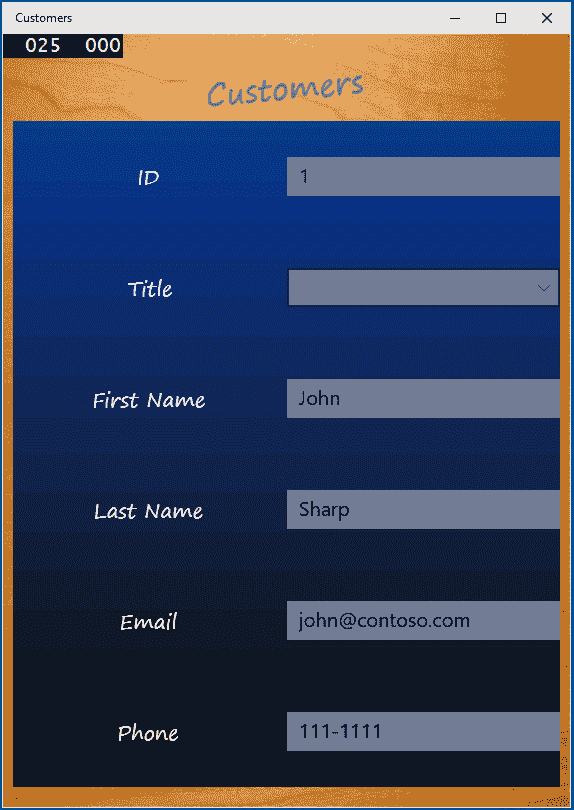 Customers
025 000
Customers
ID 1
Title
First Name John
Last Name Sharp
Email john@contoso.com
Phone 111-1111